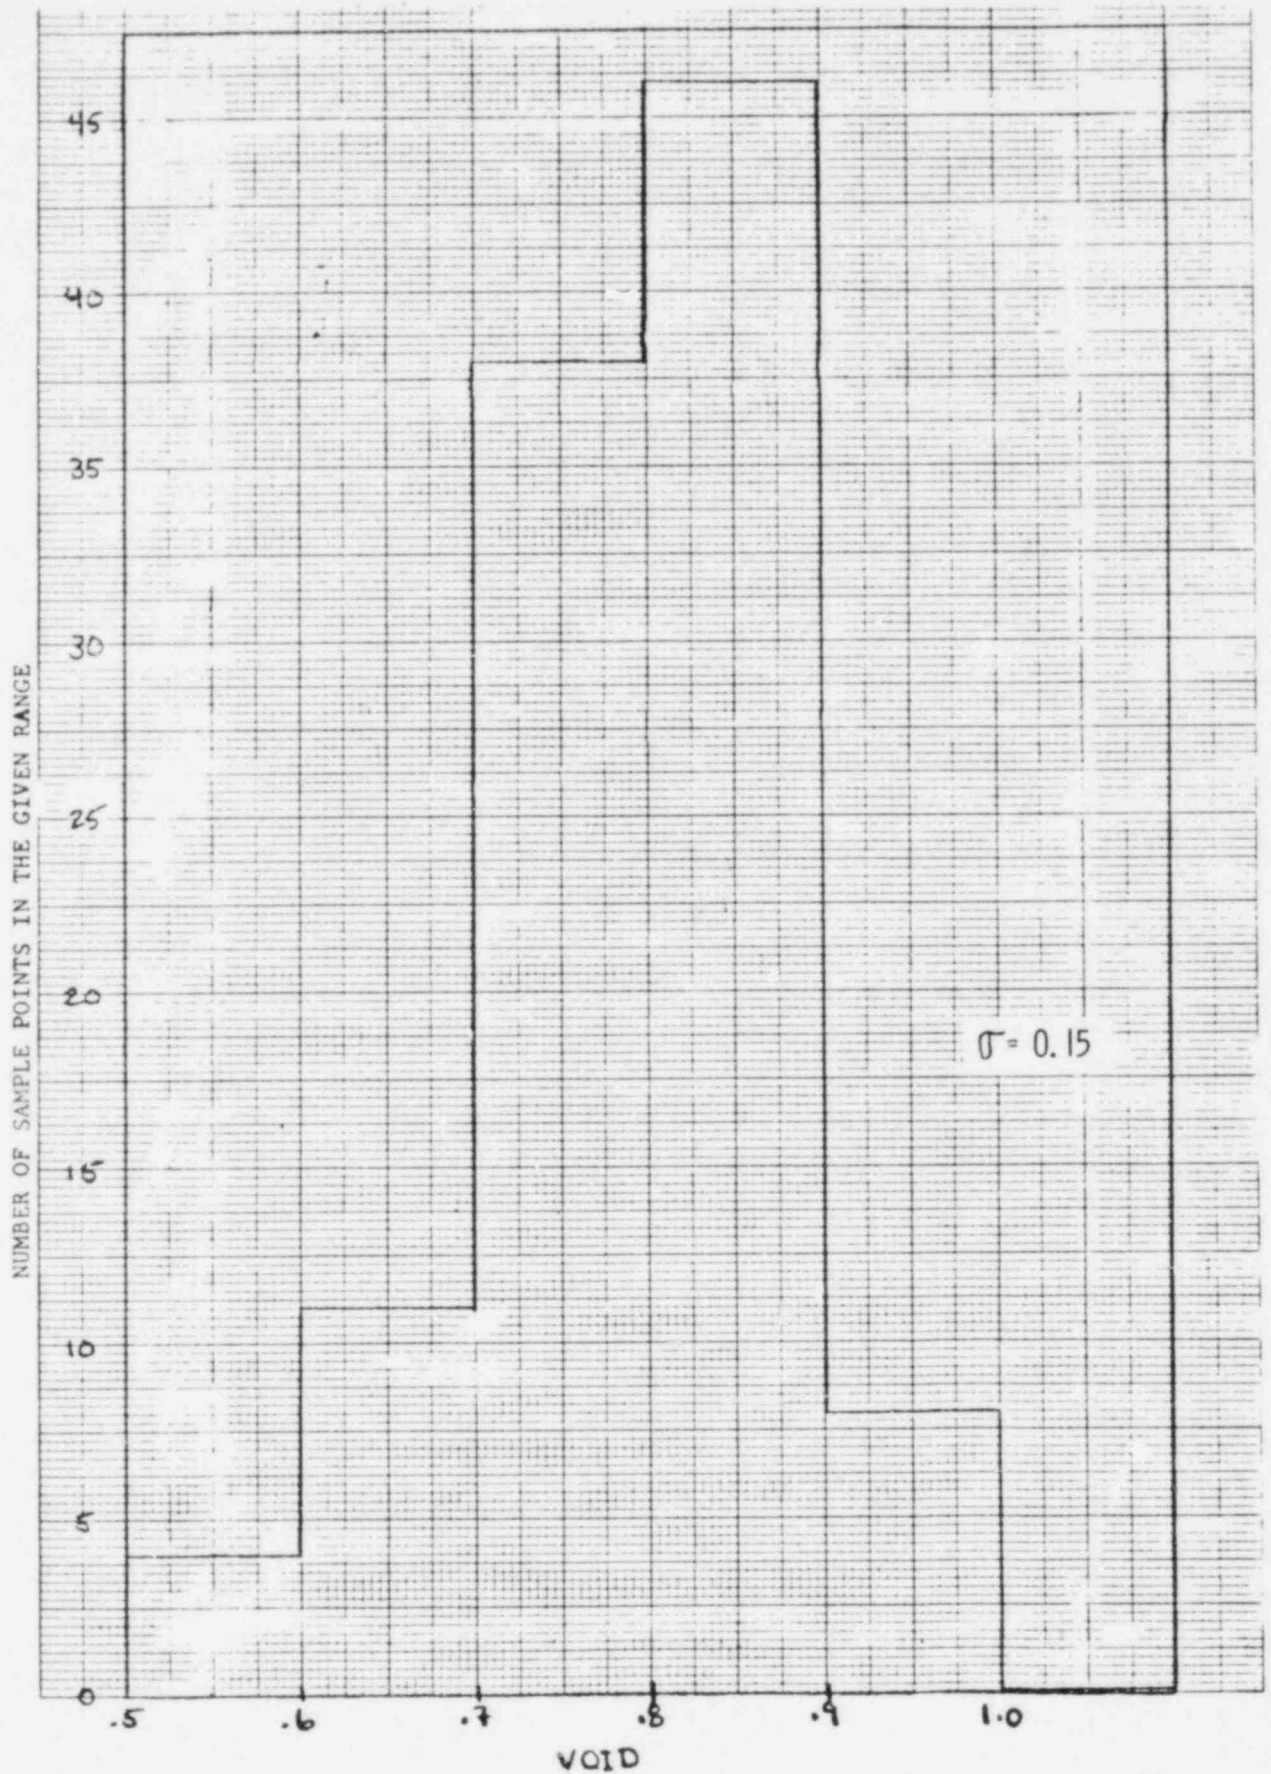 NUMBER OF SAMPLE POINTS IN THE GIVEN RANGE
45
40
35
30
25
20
15
10
5
0
σ = 0.15
.5 .6 .7 .8 .9 1.0
VOID